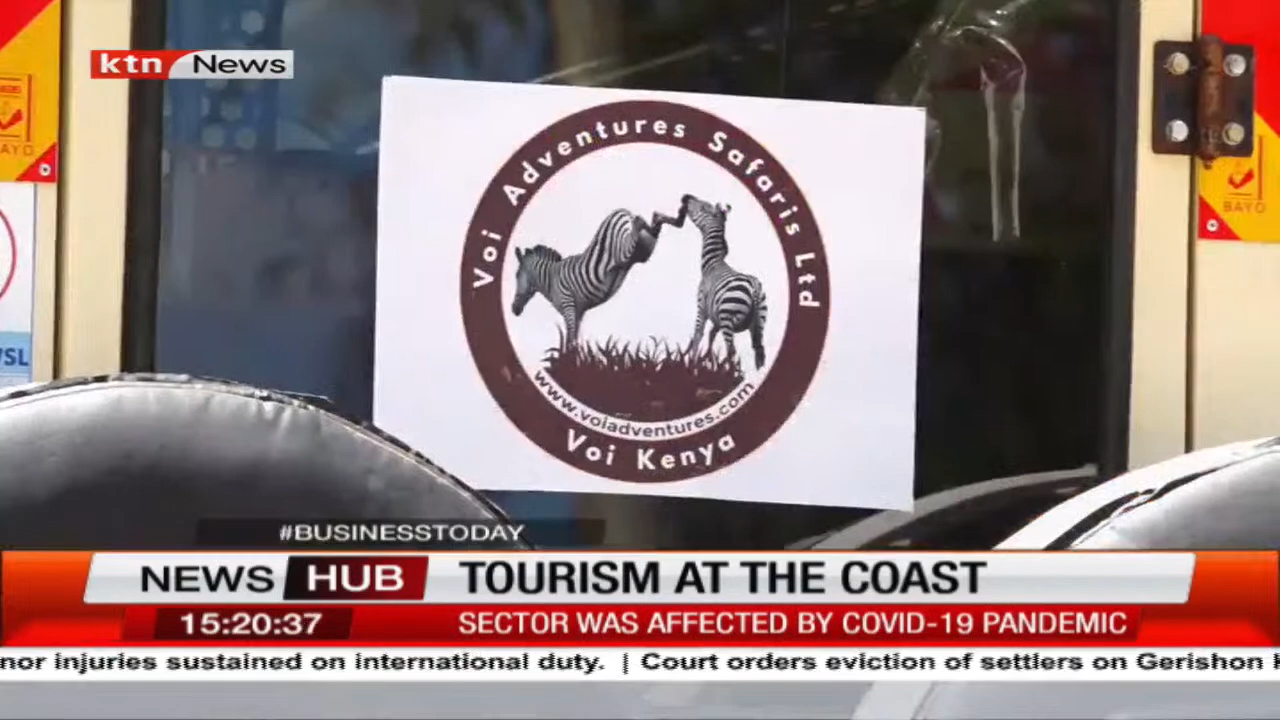 ktn News
Voi Adventures Safaris Ltd
www.voiadventures.com
Voi Kenya
BAYO
BAYO
#BUSINESSTODAY
NEWS HUB
TOURISM AT THE COAST
15:20:37
SECTOR WAS AFFECTED BY COVID-19 PANDEMIC
nor injuries sustained on international duty. | Court orders eviction of settlers on Gerishon